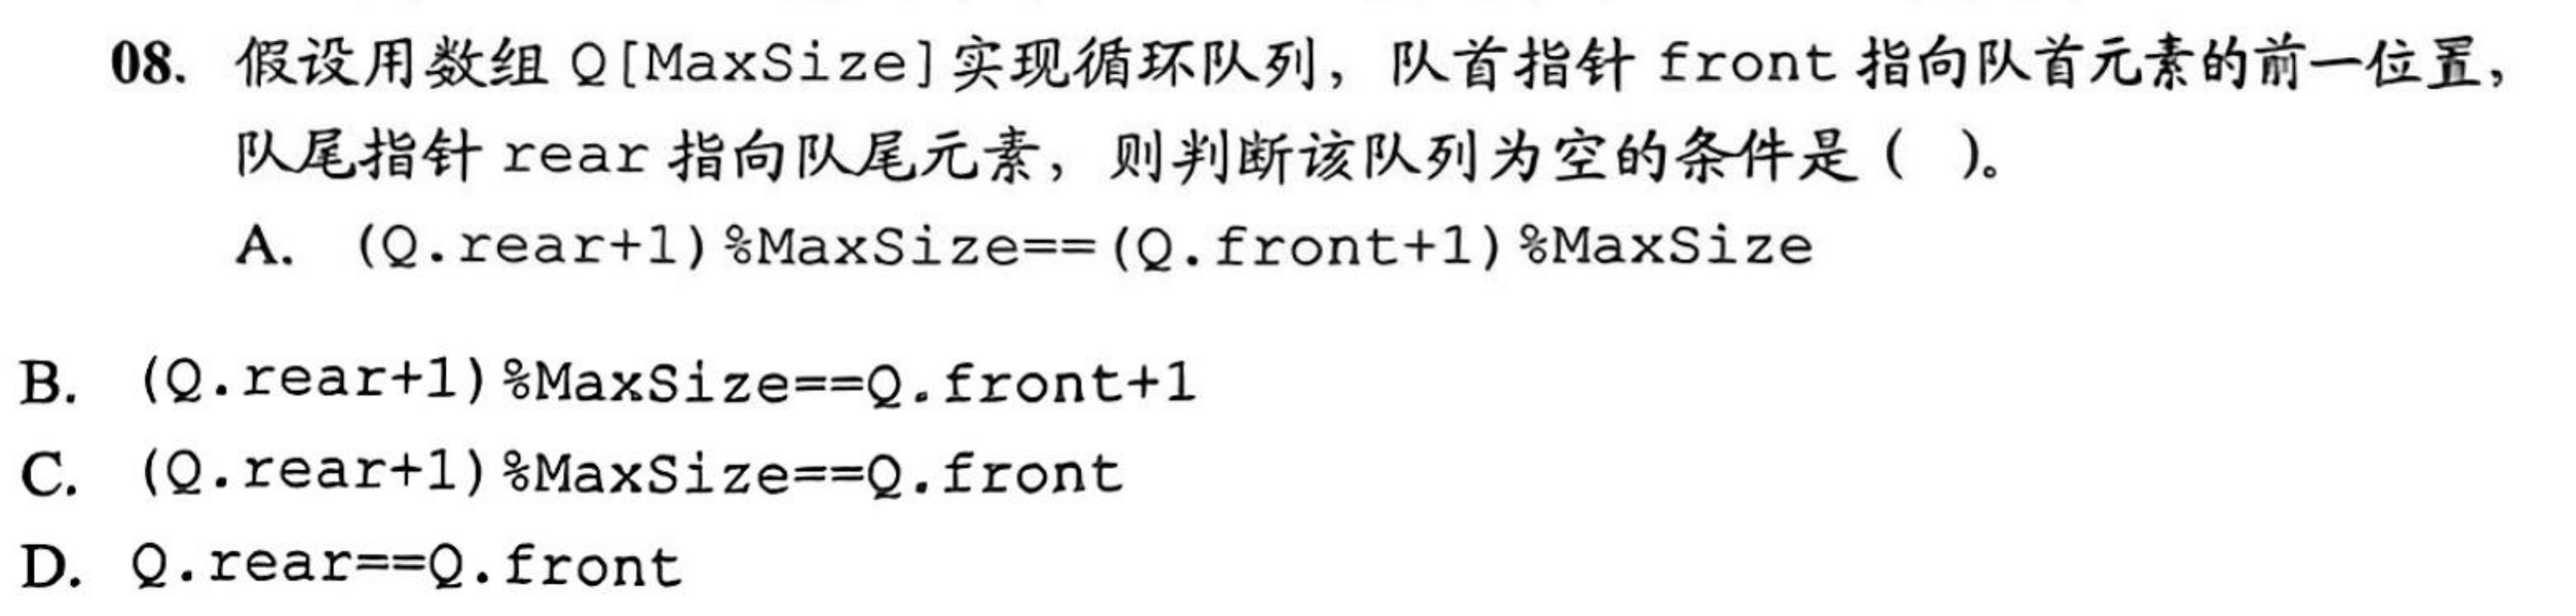 08. 假设用数组 Q[MaxSize]实现循环队列，队首指针 front 指向队首元素的前一位置，
队尾指针 rear 指向队尾元素，则判断该队列为空的条件是（ ）。
A. (Q.rear+1)%MaxSize==(Q.front+1)%MaxSize
B. (Q.rear+1)%MaxSize==Q.front+1
C. (Q.rear+1)%MaxSize==Q.front
D. Q.rear==Q.front